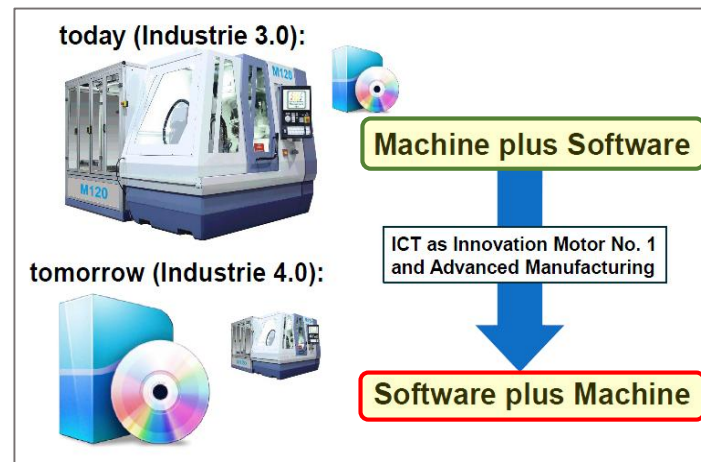 today (Industrie 3.0):
M120
M120
Machine plus Software
ICT as Innovation Motor No. 1
and Advanced Manufacturing
tomorrow (Industrie 4.0):
Software plus Machine